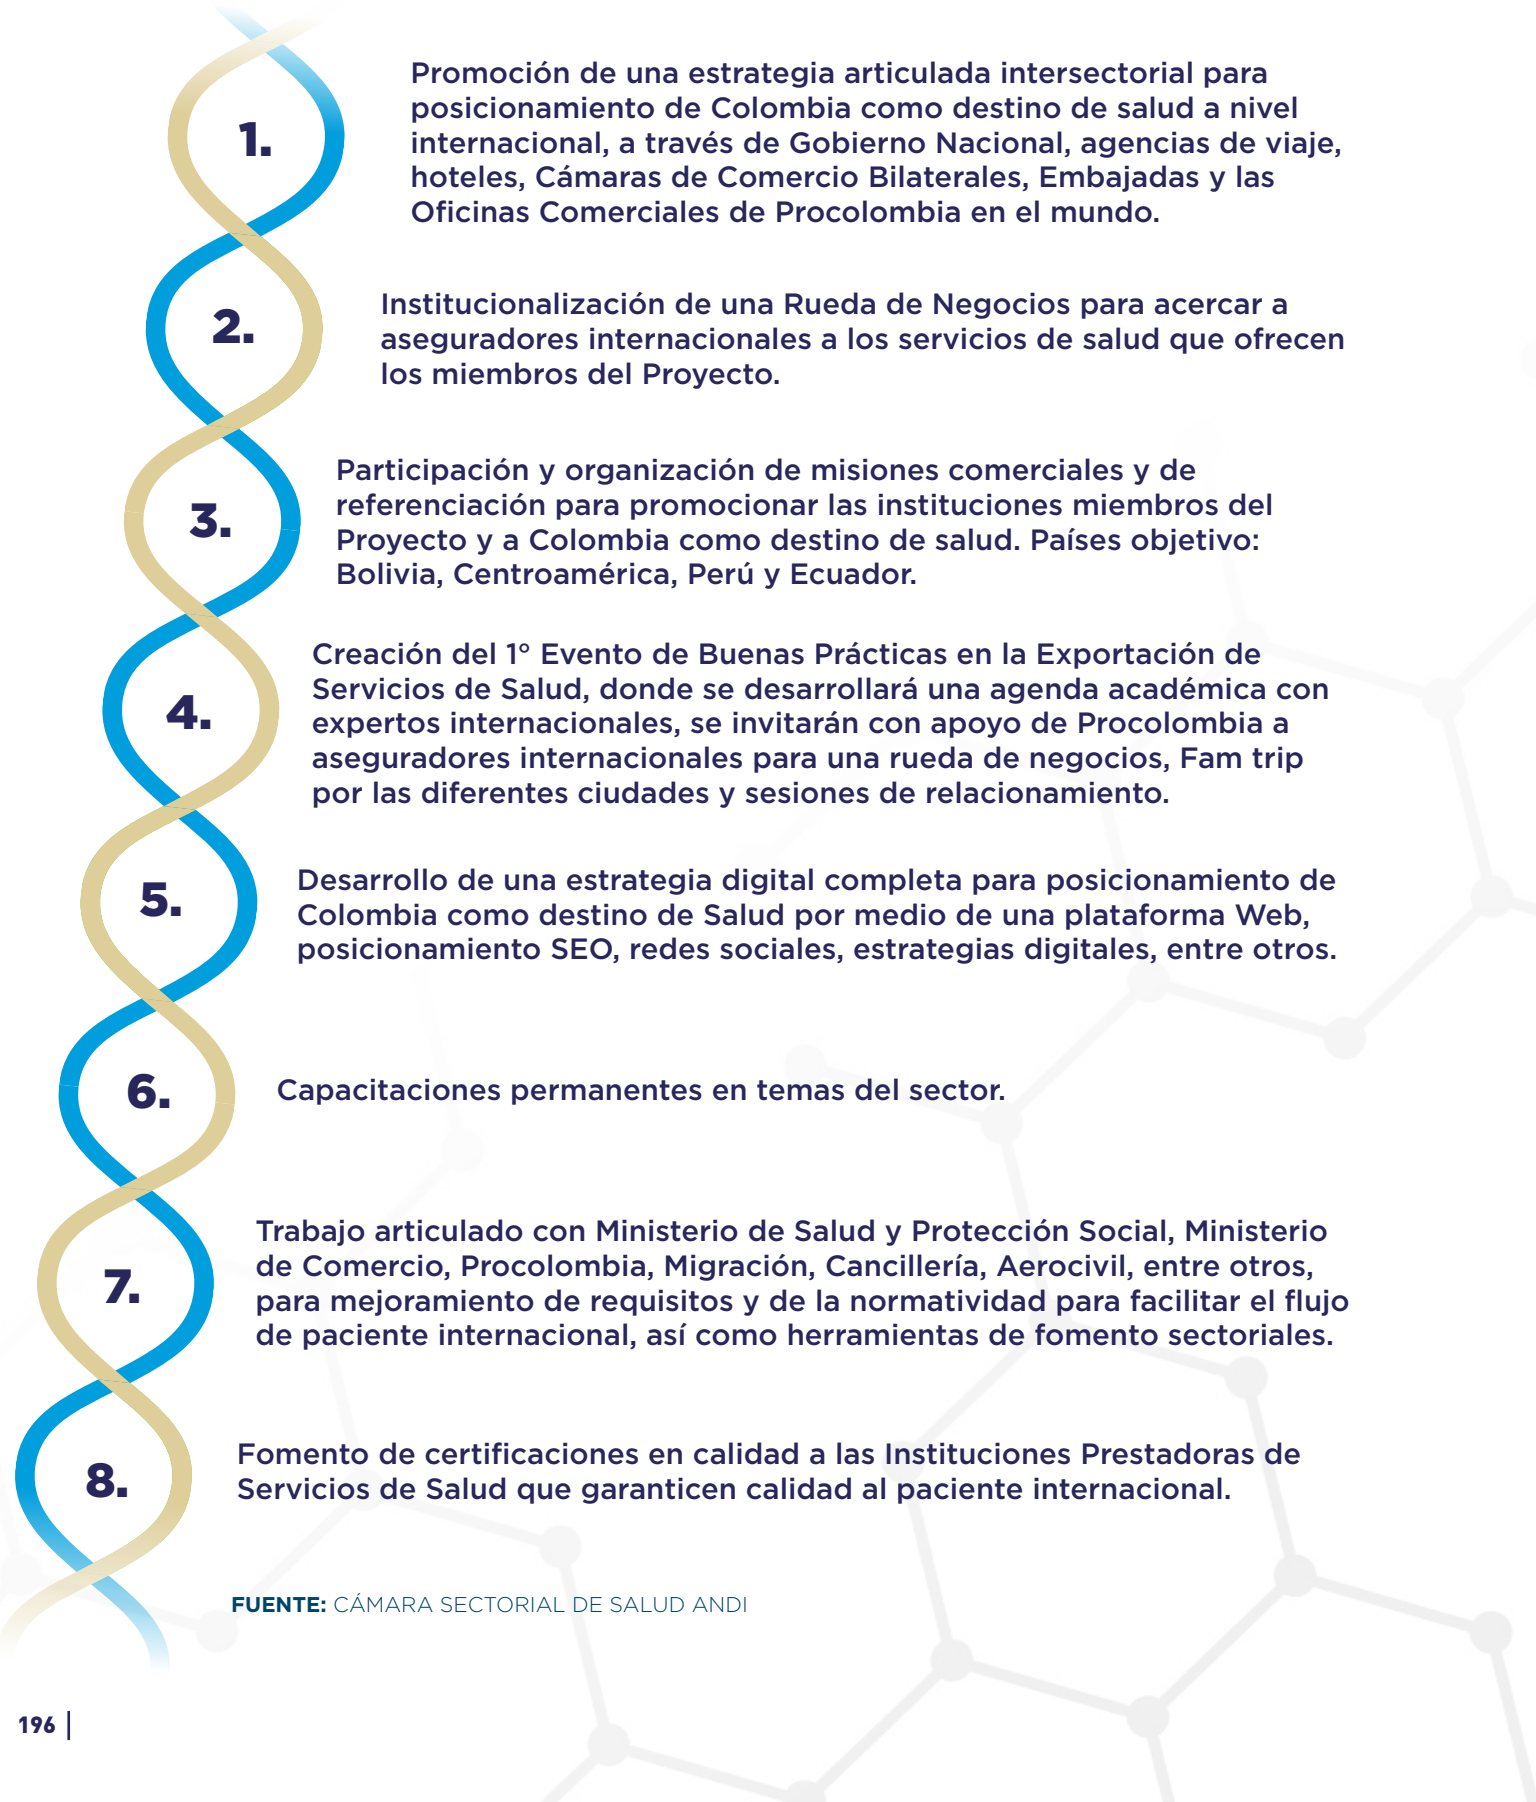 1.
Promoción de una estrategia articulada intersectorial para
posicionamiento de Colombia como destino de salud a nivel
internacional, a través de Gobierno Nacional, agencias de viaje,
hoteles, Cámaras de Comercio Bilaterales, Embajadas y las
Oficinas Comerciales de Procolombia en el mundo.
2.
Institucionalización de una Rueda de Negocios para acercar a
aseguradores internacionales a los servicios de salud que ofrecen
los miembros del Proyecto.
3.
Participación y organización de misiones comerciales y de
referenciación para promocionar las instituciones miembros del
Proyecto y a Colombia como destino de salud. Países objetivo:
Bolivia, Centroamérica, Perú y Ecuador.
4.
Creación del 1° Evento de Buenas Prácticas en la Exportación de
Servicios de Salud, donde se desarrollará una agenda académica con
expertos internacionales, se invitarán con apoyo de Procolombia a
aseguradores internacionales para una rueda de negocios, Fam trip
por las diferentes ciudades y sesiones de relacionamiento.
5.
Desarrollo de una estrategia digital completa para posicionamiento de
Colombia como destino de Salud por medio de una plataforma Web,
posicionamiento SEO, redes sociales, estrategias digitales, entre otros.
6.
Capacitaciones permanentes en temas del sector.
7.
Trabajo articulado con Ministerio de Salud y Protección Social, Ministerio
de Comercio, Procolombia, Migración, Cancillería, Aerocivil, entre otros,
para mejoramiento de requisitos y de la normatividad para facilitar el flujo
de paciente internacional, así como herramientas de fomento sectoriales.
8.
Fomento de certificaciones en calidad a las Instituciones Prestadoras de
Servicios de Salud que garanticen calidad al paciente internacional.
FUENTE: CÁMARA SECTORIAL DE SALUD ANDI
196 |